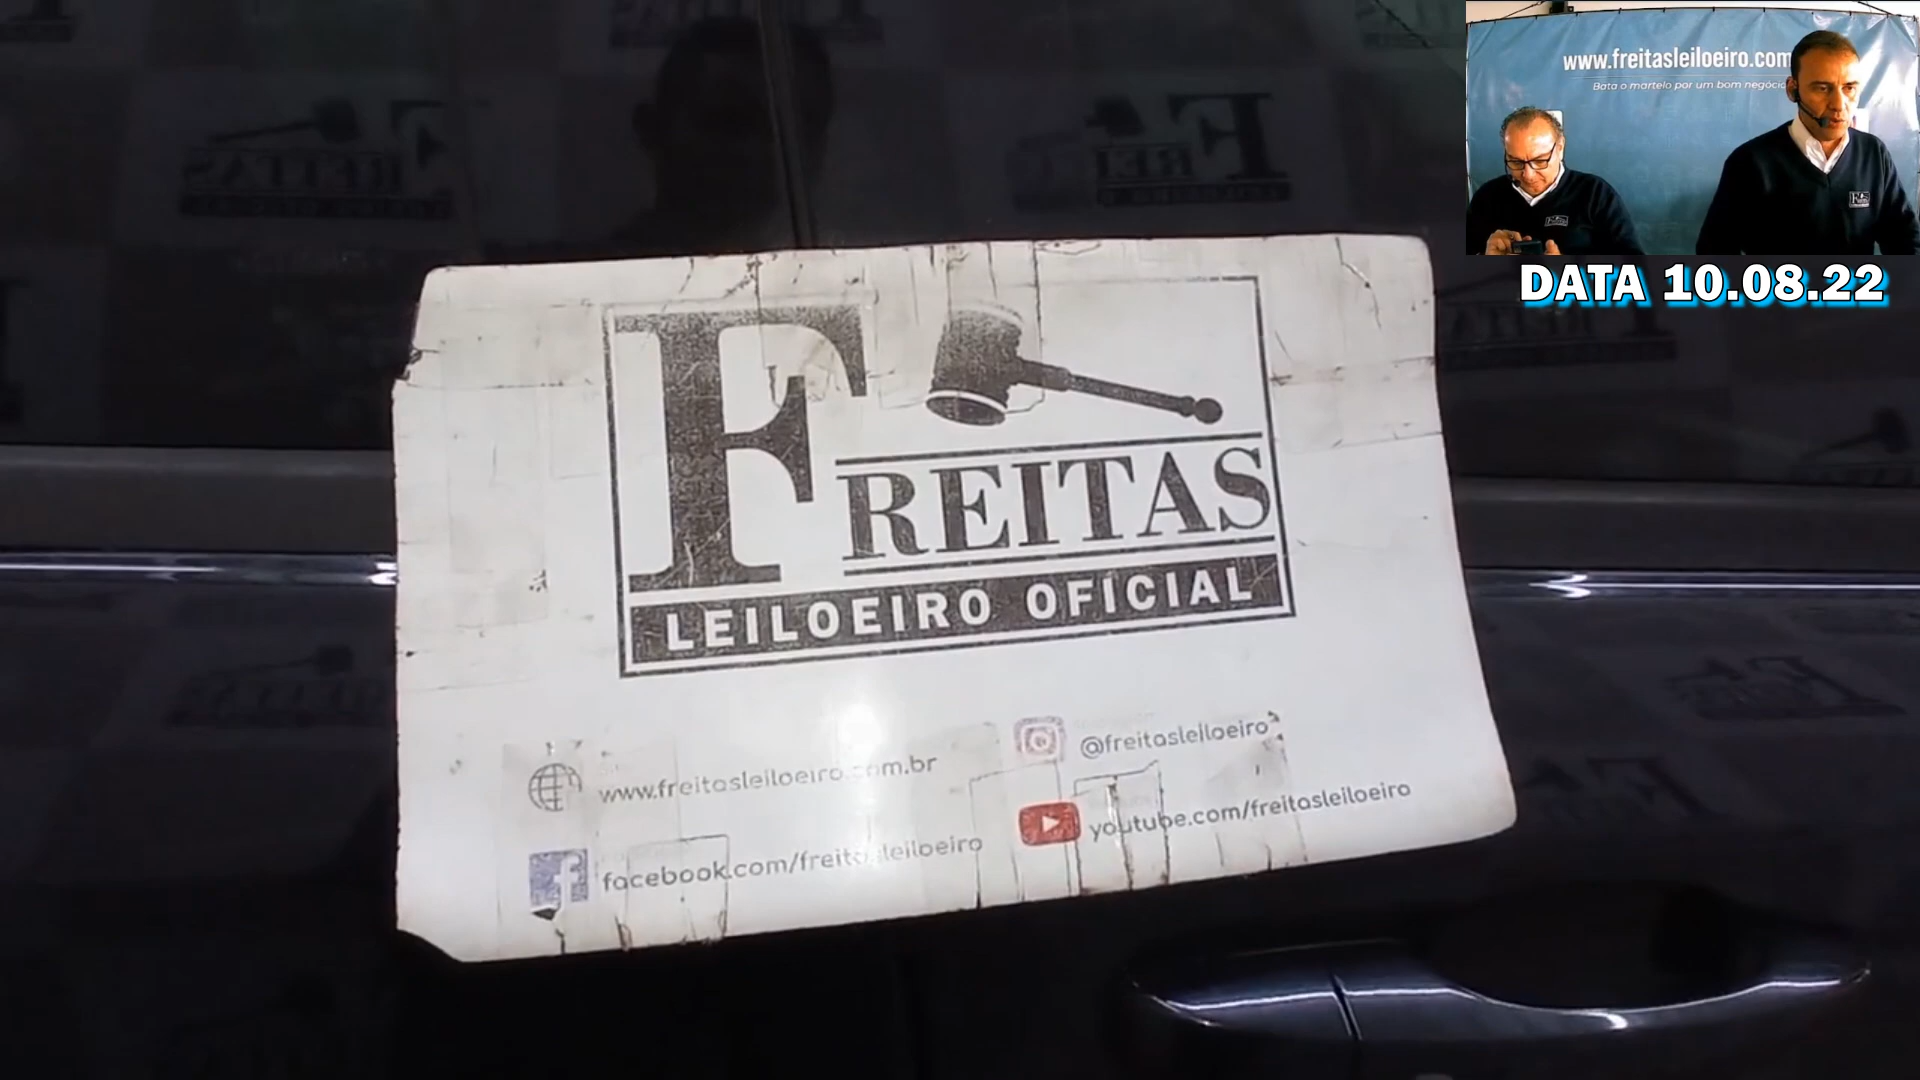 www.freitasleiloeiro.com
Bata o martelo por um bom negócio
DATA 10.08.22
FREITAS
LEILOEIRO OFICIAL
www.freitasleiloeiro.com.br
@freitasleiloeiro
facebook.com/freitasleiloeiro
youtube.com/freitasleiloeiro